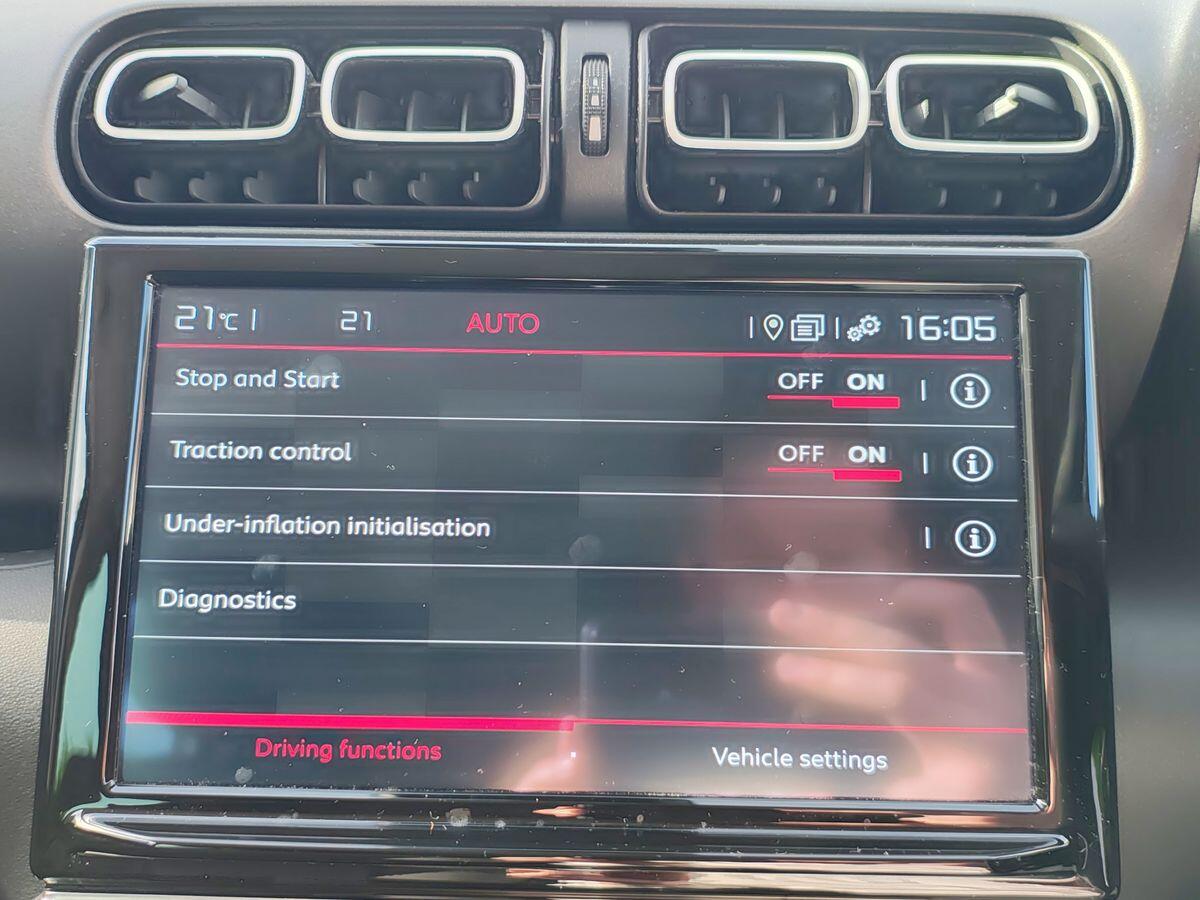 21°C 21 AUTO 16:05
Stop and Start OFF ON i
Traction control OFF ON i
Under-inflation initialisation i
Diagnostics
Driving functions Vehicle settings